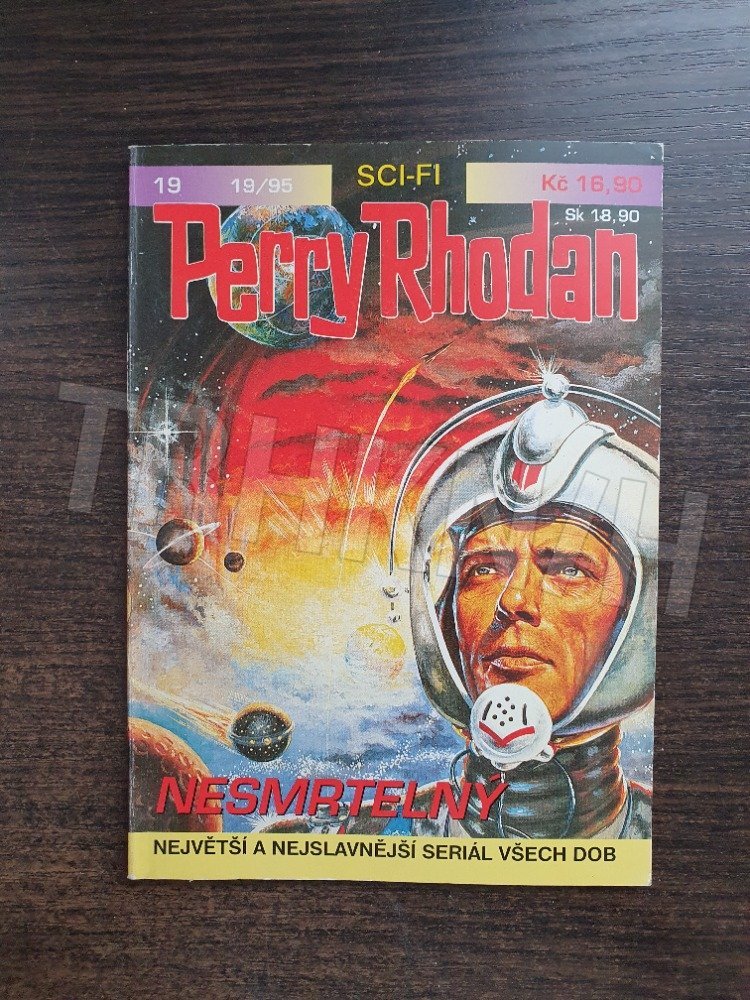 19 19/95 SCI-FI Kč 16,90
Sk 18,90
Perry Rhodan
NESMRTELNÝ
NEJVĚTŠÍ A NEJSLAVNĚJŠÍ SERIÁL VŠECH DOB